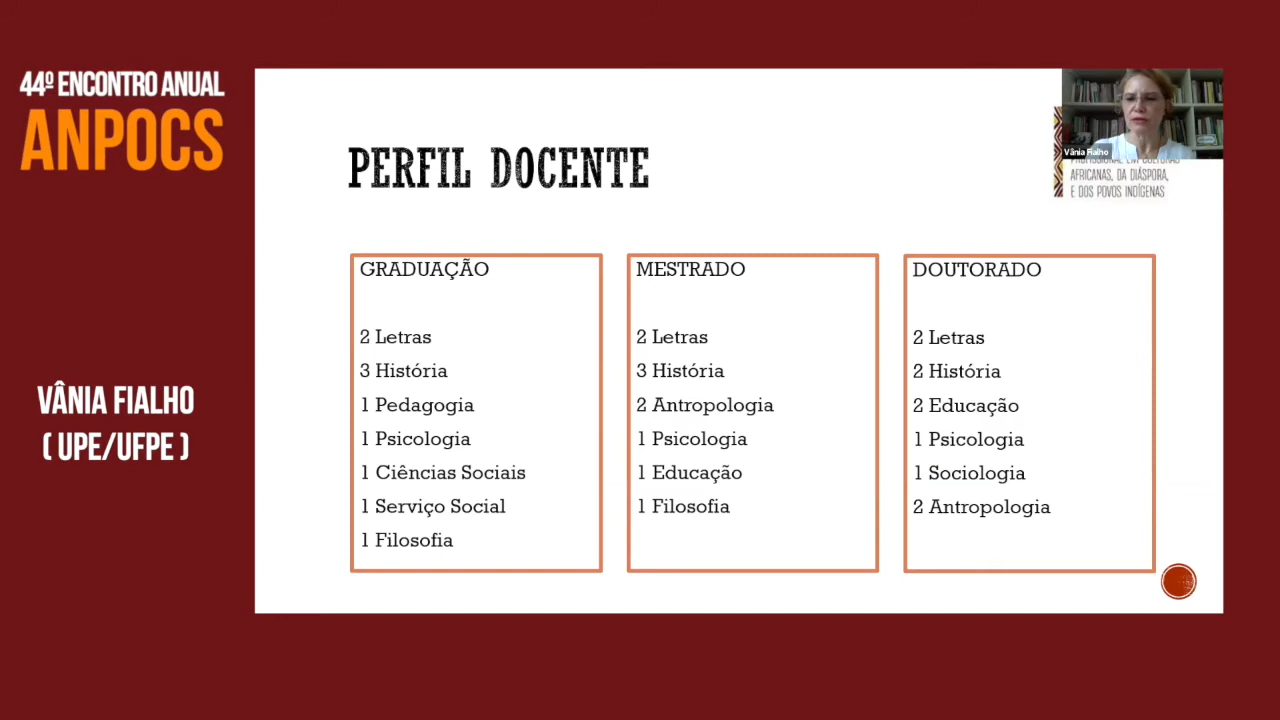 44º ENCONTRO ANUAL
ANPOCS
VÂNIA FIALHO
( UPE/UFPE )
PERFIL DOCENTE
Vânia Fialho
PROFISSIONAL EM CULTURAS
AFRICANAS, DA DIÁSPORA,
E DOS POVOS INDÍGENAS
GRADUAÇÃO
2 Letras
3 História
1 Pedagogia
1 Psicologia
1 Ciências Sociais
1 Serviço Social
1 Filosofia
MESTRADO
2 Letras
3 História
2 Antropologia
1 Psicologia
1 Educação
1 Filosofia
DOUTORADO
2 Letras
2 História
2 Educação
1 Psicologia
1 Sociologia
2 Antropologia